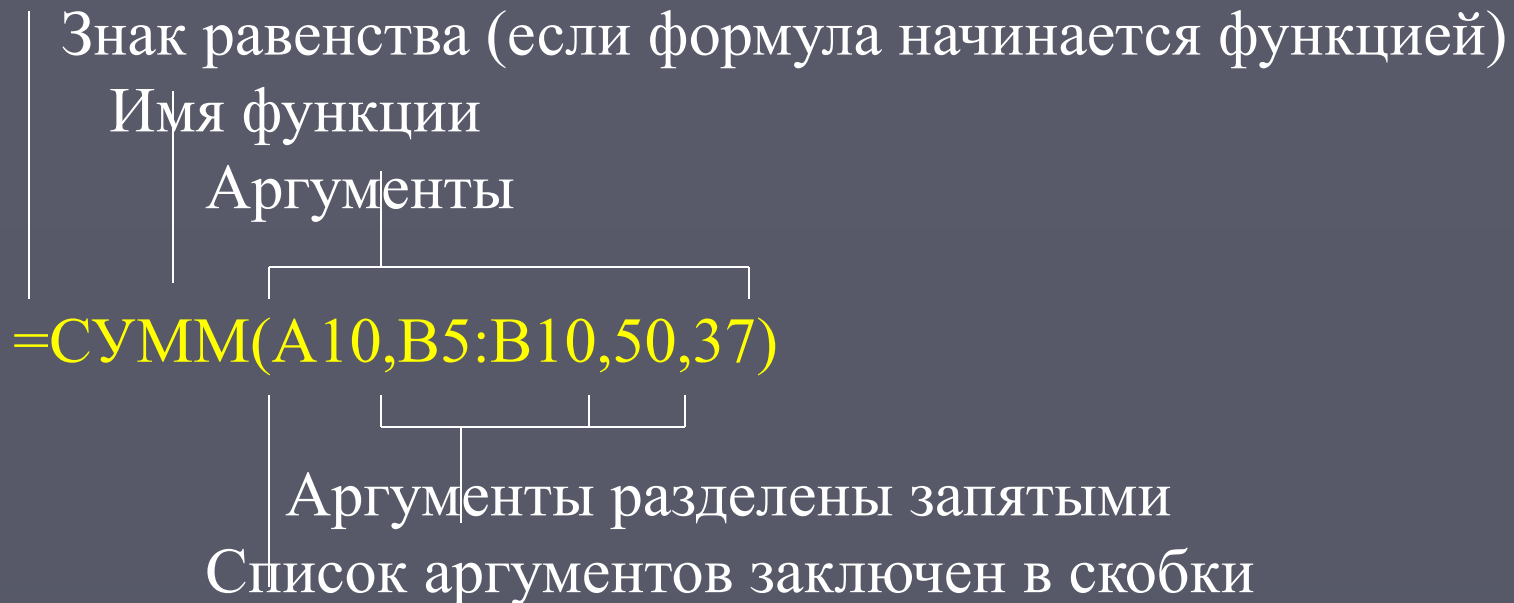 Знак равенства (если формула начинается функцией)
Имя функции
Аргументы
=СУММ(A10,B5:B10,50,37)
Аргументы разделены запятыми
Список аргументов заключен в скобки